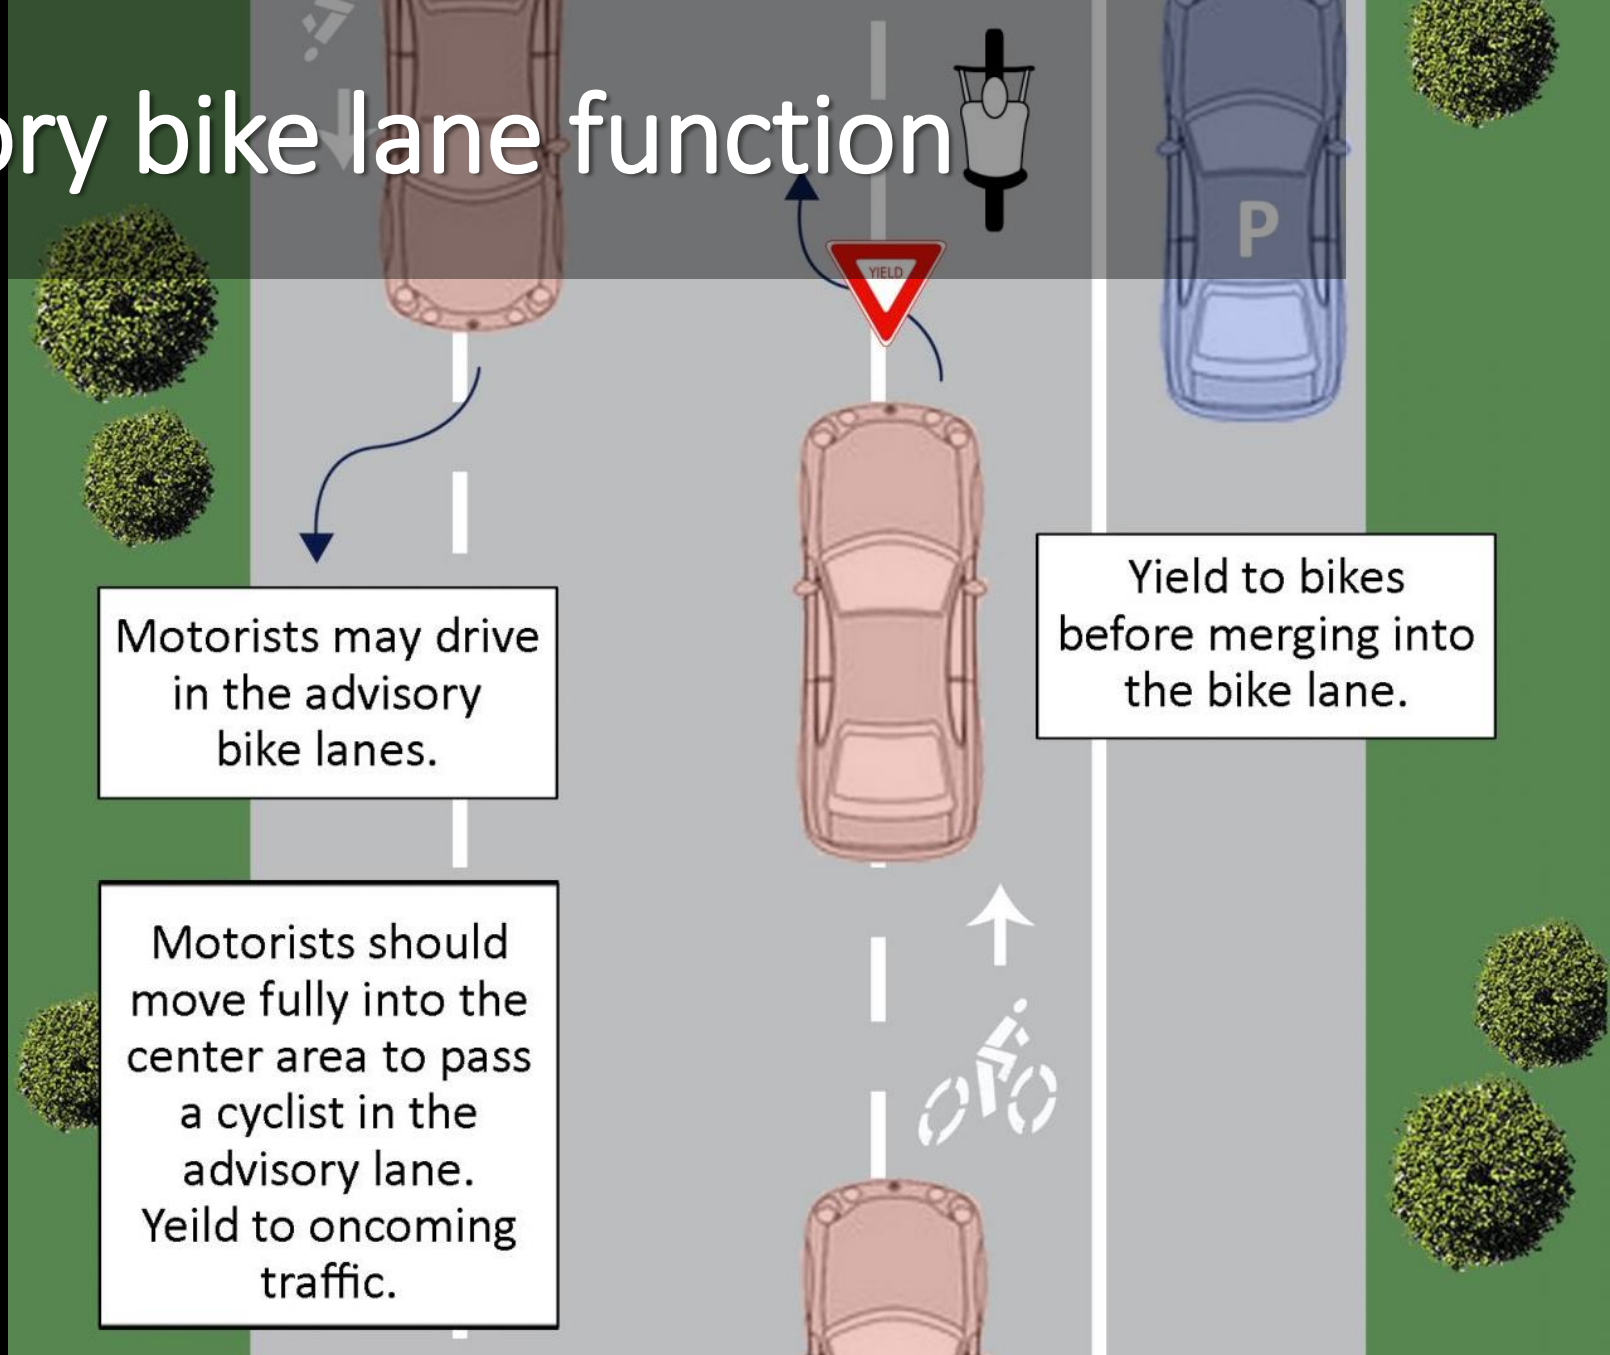 ory bike lane function
YIELD
P
Motorists may drive
in the advisory
bike lanes.
Yield to bikes
before merging into
the bike lane.
Motorists should
move fully into the
center area to pass
a cyclist in the
advisory lane.
Yeild to oncoming
traffic.